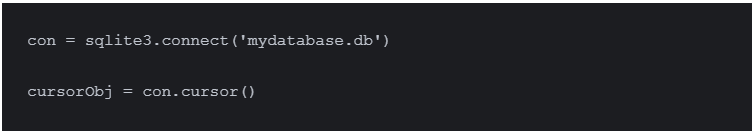 con = sqlite3.connect('mydatabase.db')
cursorObj = con.cursor()